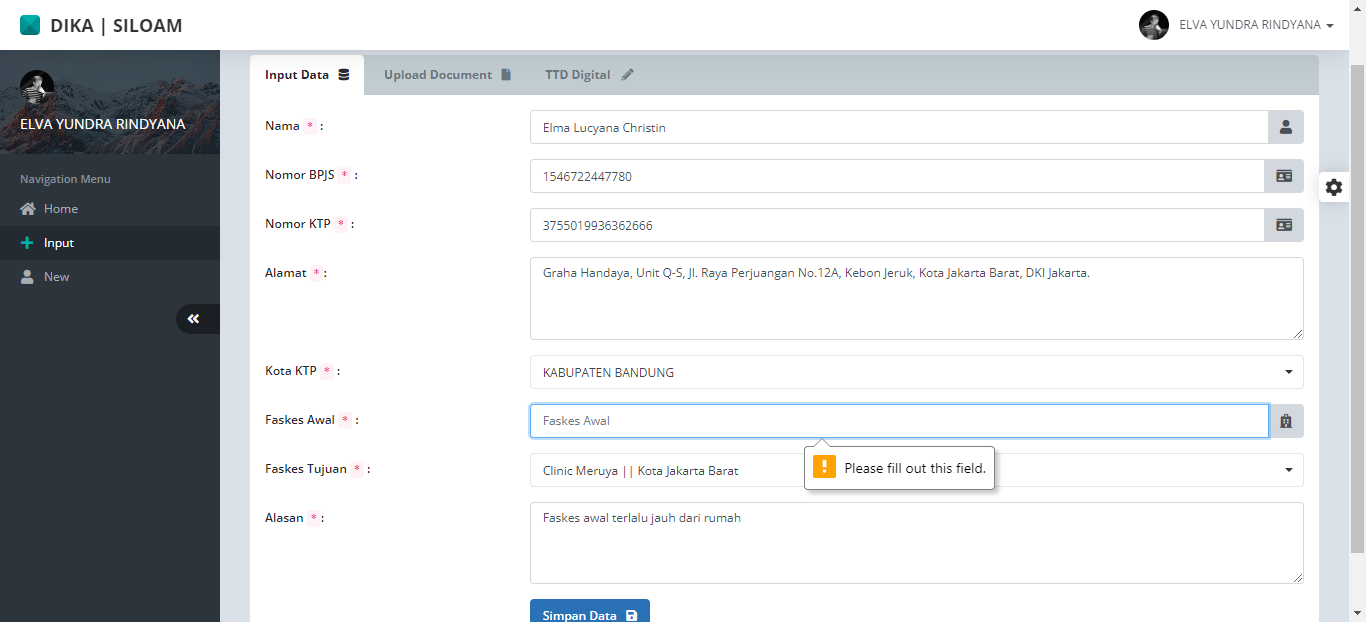 DIKA | SILOAM
ELVA YUNDRA RINDYANA
ELVA YUNDRA RINDYANA
Navigation Menu
Home
Input
New
Input Data
Upload Document
TTD Digital
Nama * :
Elma Lucyana Christin
Nomor BPJS * :
1546722447780
Nomor KTP * :
3755019936362666
Alamat * :
Graha Handaya, Unit Q-S, Jl. Raya Perjuangan No.12A, Kebon Jeruk, Kota Jakarta Barat, DKI Jakarta.
Kota KTP * :
KABUPATEN BANDUNG
Faskes Awal * :
Faskes Awal
Please fill out this field.
Faskes Tujuan * :
Clinic Meruya || Kota Jakarta Barat
Alasan * :
Faskes awal terlalu jauh dari rumah
Simpan Data